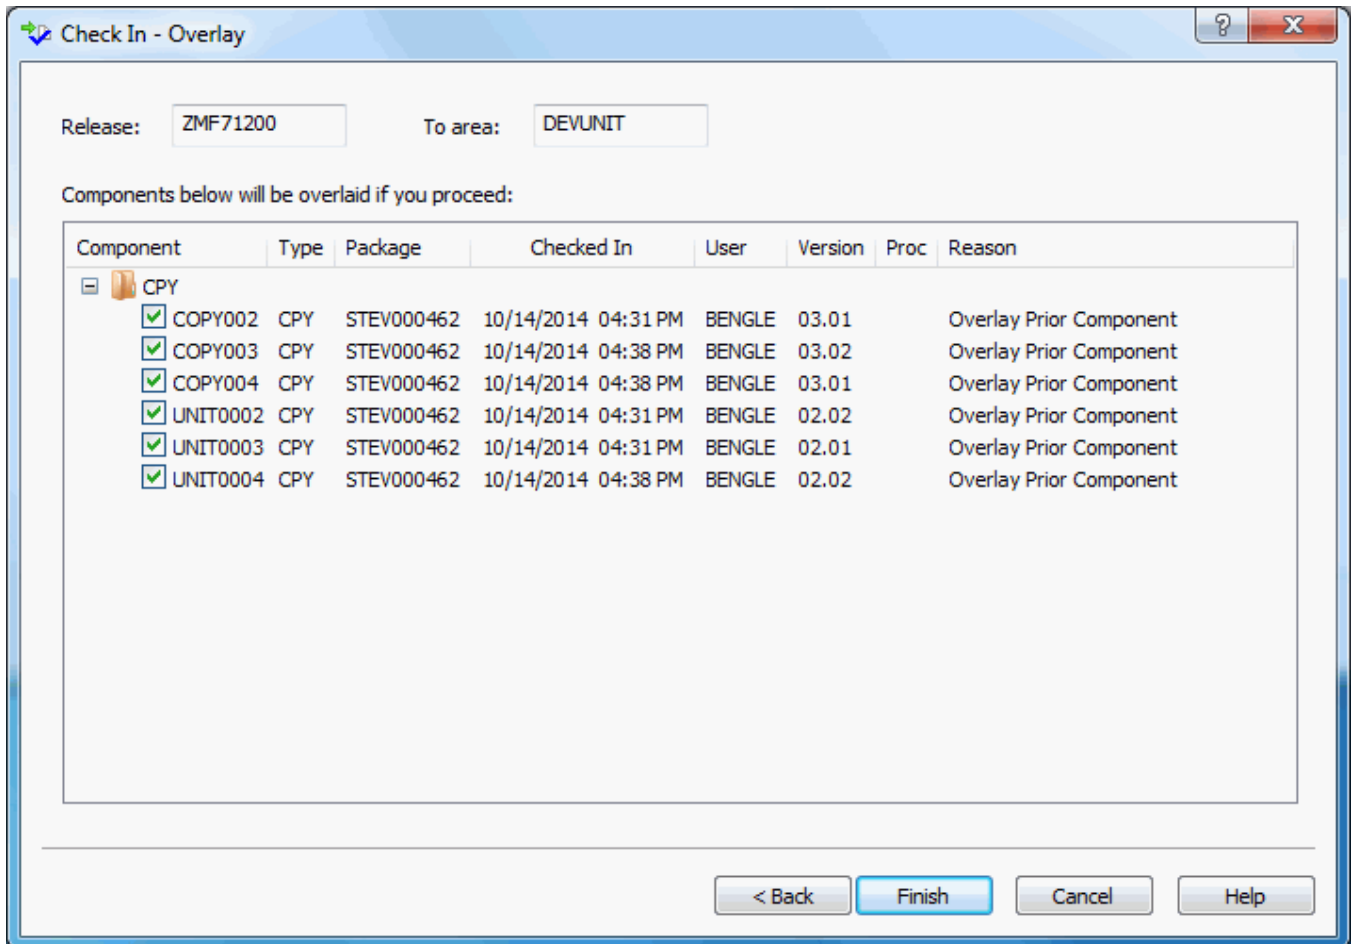 Check In - Overlay
Release: ZMF71200 To area: DEVUNIT
Components below will be overlaid if you proceed:
Component Type Package Checked In User Version Proc Reason
CPY
COPY002 CPY STEV000462 10/14/2014 04:31 PM BENGLE 03.01 Overlay Prior Component
COPY003 CPY STEV000462 10/14/2014 04:38 PM BENGLE 03.02 Overlay Prior Component
COPY004 CPY STEV000462 10/14/2014 04:38 PM BENGLE 03.01 Overlay Prior Component
UNIT0002 CPY STEV000462 10/14/2014 04:31 PM BENGLE 02.02 Overlay Prior Component
UNIT0003 CPY STEV000462 10/14/2014 04:31 PM BENGLE 02.01 Overlay Prior Component
UNIT0004 CPY STEV000462 10/14/2014 04:38 PM BENGLE 02.02 Overlay Prior Component
< Back Finish Cancel Help